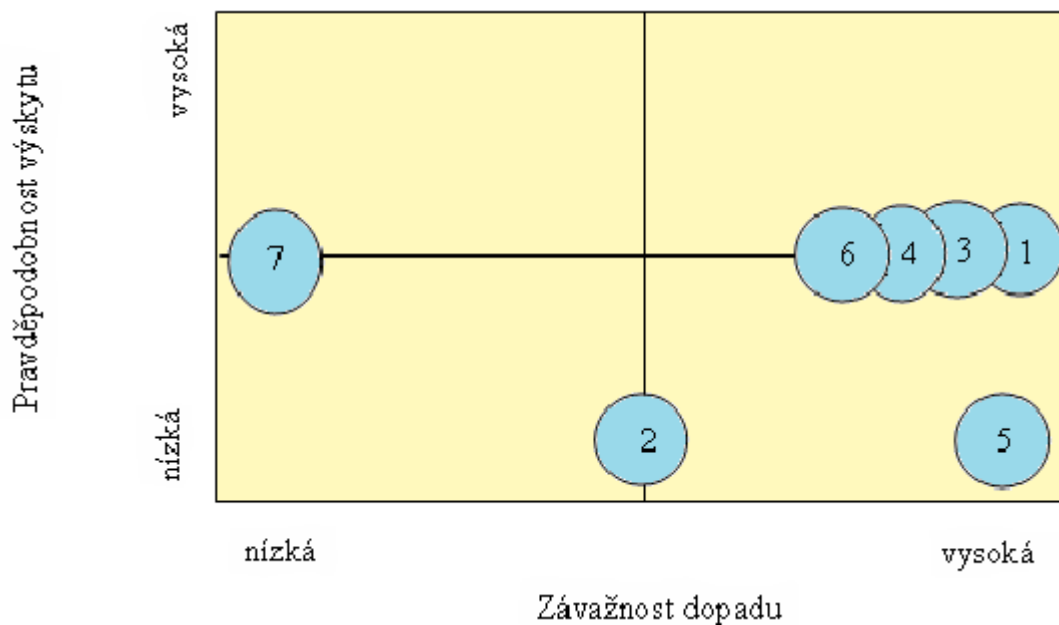 Pravděpodobnost výskytu
vysoká
7
6
4
3
1
nízká
2
5
nízká
vysoká
Závažnost dopadu